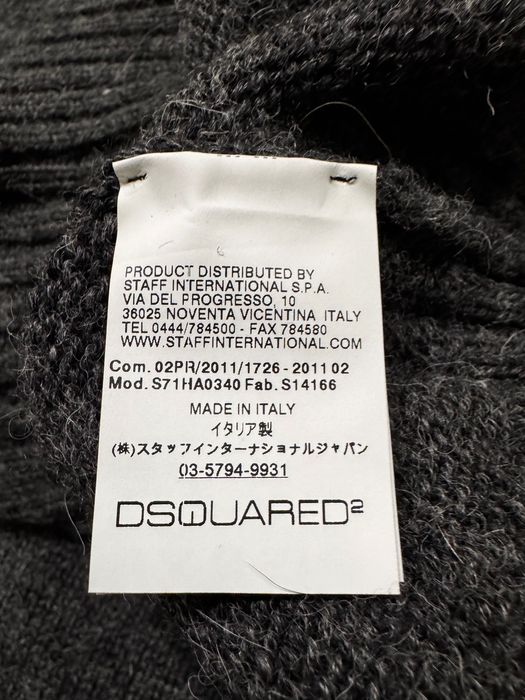 PRODUCT DISTRIBUTED BY
STAFF INTERNATIONAL S.P.A.
VIA DEL PROGRESSO, 10
36025 NOVENTA VICENTINA ITALY
TEL 0444/784500 - FAX 784580
WWW.STAFFINTERNATIONAL.COM
Com. 02PR/2011/1726 - 2011 02
Mod. S71HA0340 Fab. S14166
MADE IN ITALY
イタリア製
(株)スタッフインターナショナルジャパン
03-5794-9931
DSQUARED²